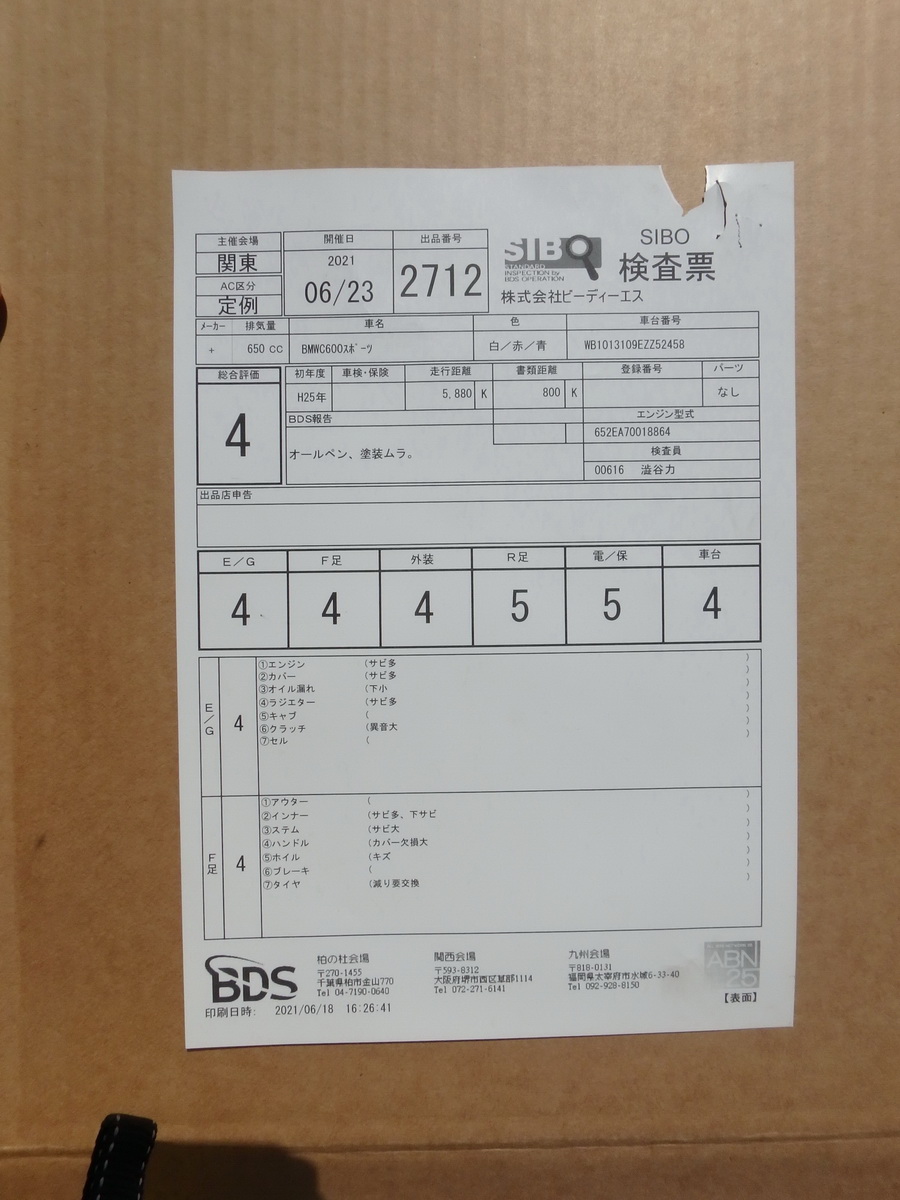 主催会場
関東
AC区分
定例
開催日
2021
06/23
出品番号
2712
SIBO
STANDARD
INSPECTION by
BDS OPERATION
SIBO
検査票
株式会社ビーディーエス
メーカー 排気量 車名 色 車台番号
+ 650 CC BMWC600スポーツ 白/赤/青 WB1013109EZZ52458
総合評価
4
初年度 車検・保険 走行距離 書類距離 登録番号 パーツ
H25年 5,880 K 800 K なし
BDS報告
オールペン、塗装ムラ。
エンジン型式
652EA70018864
検査員
00616 澁谷力
出品店申告
E/G F足 外装 R足 電/保 車台
4 4 4 5 5 4
E/G 4
①エンジン (サビ多 )
②カバー (サビ多 )
③オイル漏れ (下小 )
④ラジエター (サビ多 )
⑤キャブ ( )
⑥クラッチ (異音大 )
⑦セル ( )
F足 4
①アウター ( )
②インナー (サビ多、下サビ )
③ステム (サビ大 )
④ハンドル (カバー欠損大 )
⑤ホイル (キズ )
⑥ブレーキ ( )
⑦タイヤ (減り要交換 )
BDS
柏の杜会場
〒270-1455
千葉県柏市金山770
Tel 04-7190-0640
関西会場
〒593-8312
大阪府堺市西区草部1114
Tel 072-271-6141
九州会場
〒818-0131
福岡県太宰府市水城6-33-40
Tel 092-928-8150
ABN
25
【表面】
印刷日時: 2021/06/18 16:26:41